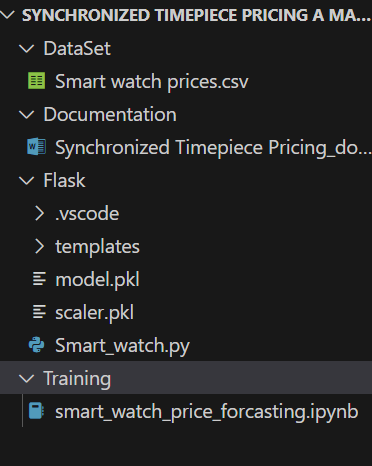 SYNCHRONIZED TIMEPIECE PRICING A MA...
DataSet
Smart watch prices.csv
Documentation
Synchronized Timepiece Pricing_do...
Flask
.vscode
templates
model.pkl
scaler.pkl
Smart_watch.py
Training
smart_watch_price_forcasting.ipynb